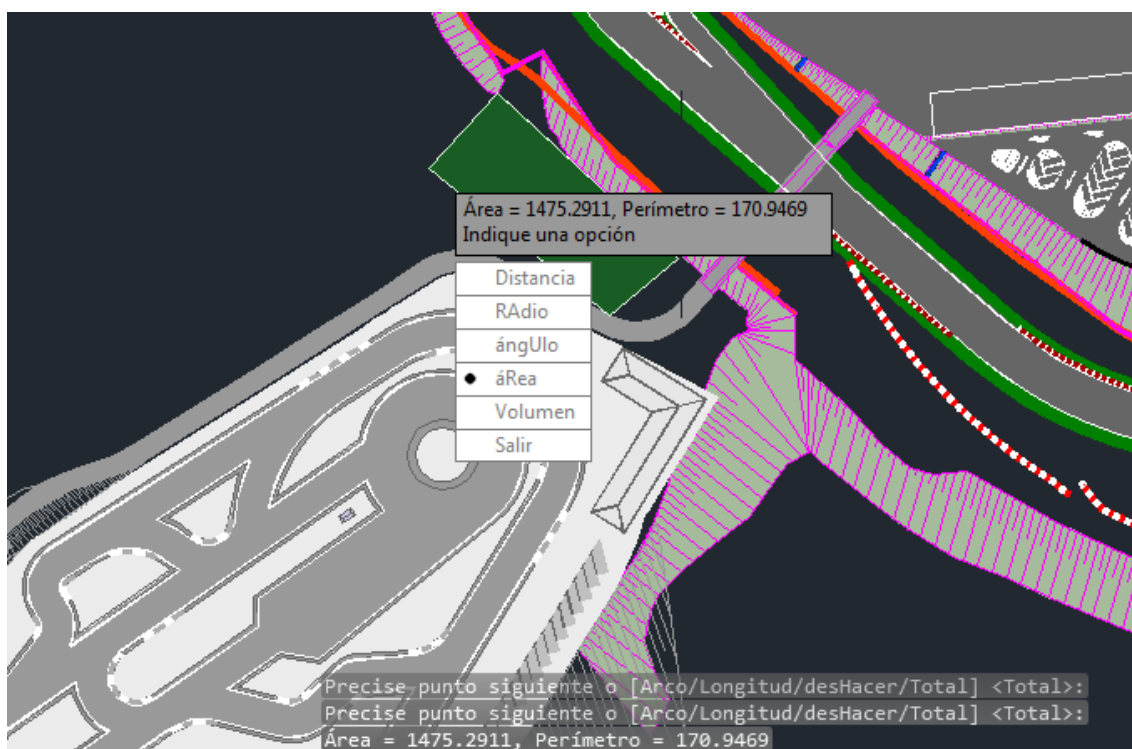 Área = 1475.2911, Perímetro = 170.9469
Indique una opción
Distancia
RAdio
ángUlo
áRea
Volumen
Salir
Precise punto siguiente o [Arco/Longitud/desHacer/Total] <Total>:
Precise punto siguiente o [Arco/Longitud/desHacer/Total] <Total>:
Área = 1475.2911, Perímetro = 170.9469